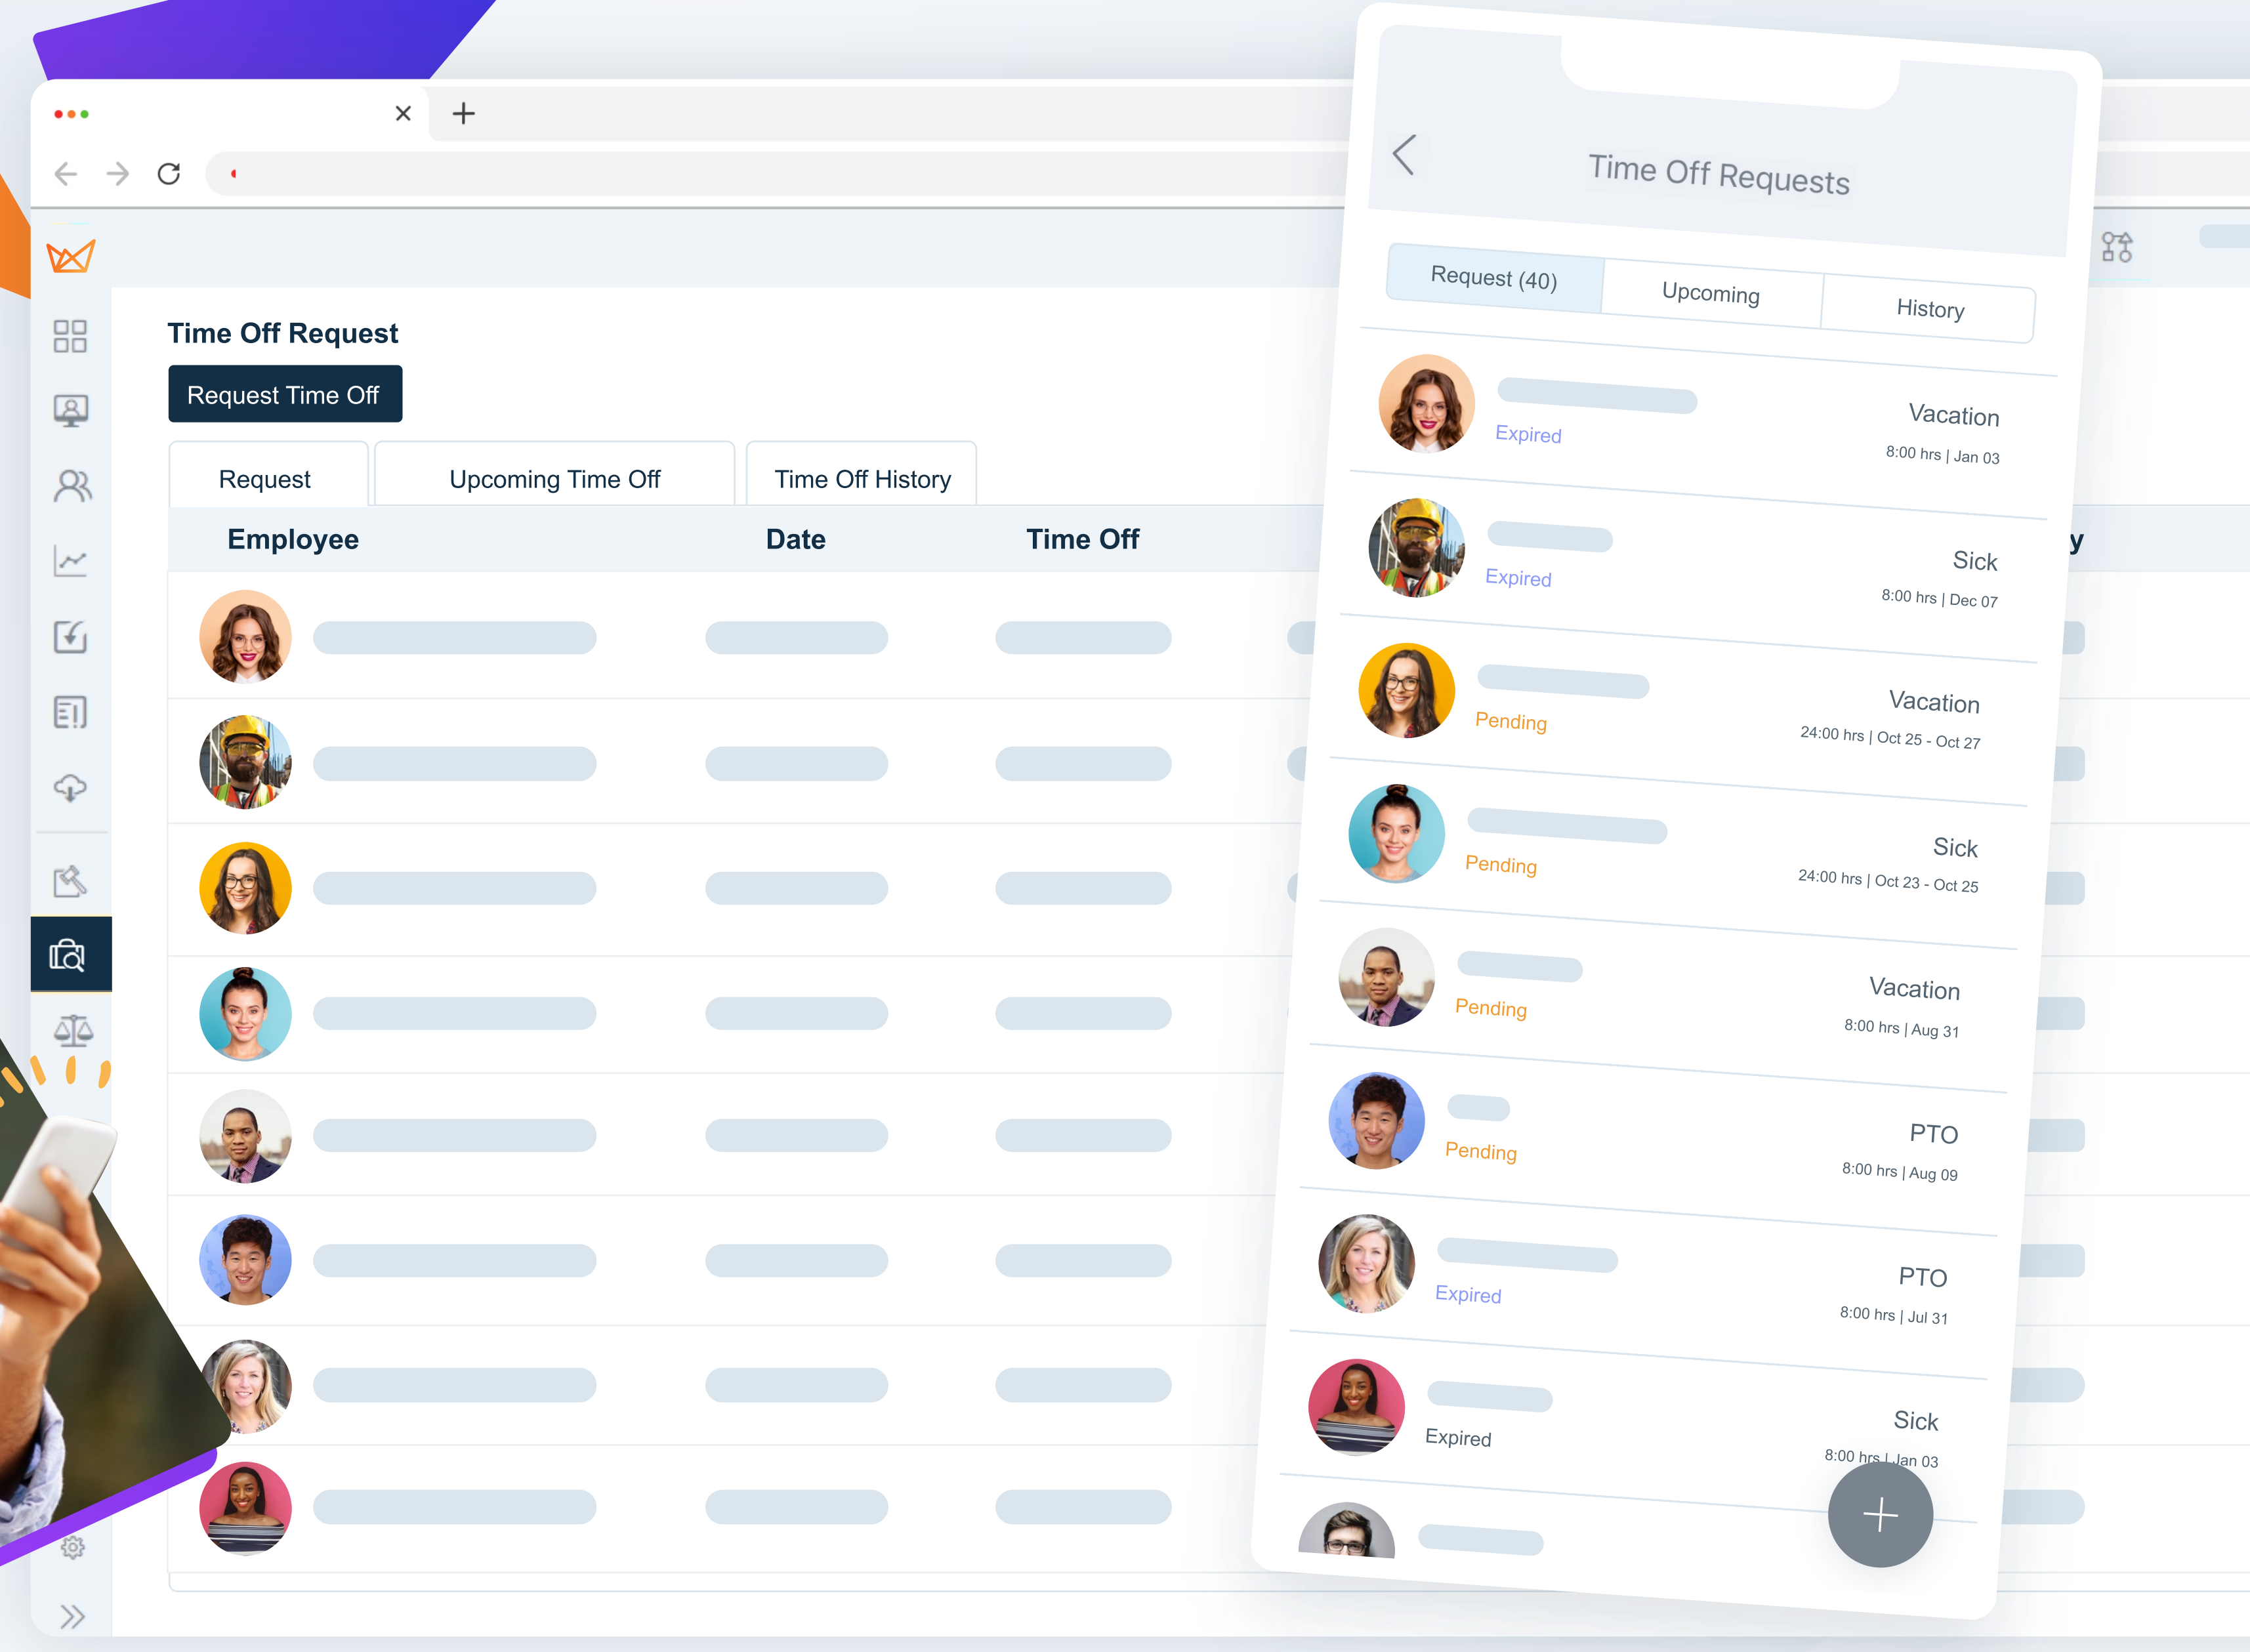 Time Off Request
Request Time Off
Request
Upcoming Time Off
Time Off History
Employee
Date
Time Off
y
Time Off Requests
Request (40)
Upcoming
History
Expired
Vacation
8:00 hrs | Jan 03
Expired
Sick
8:00 hrs | Dec 07
Pending
Vacation
24:00 hrs | Oct 25 - Oct 27
Pending
Sick
24:00 hrs | Oct 23 - Oct 25
Pending
Vacation
8:00 hrs | Aug 31
Pending
PTO
8:00 hrs | Aug 09
Expired
PTO
8:00 hrs | Jul 31
Expired
Sick
8:00 hrs | Jan 03